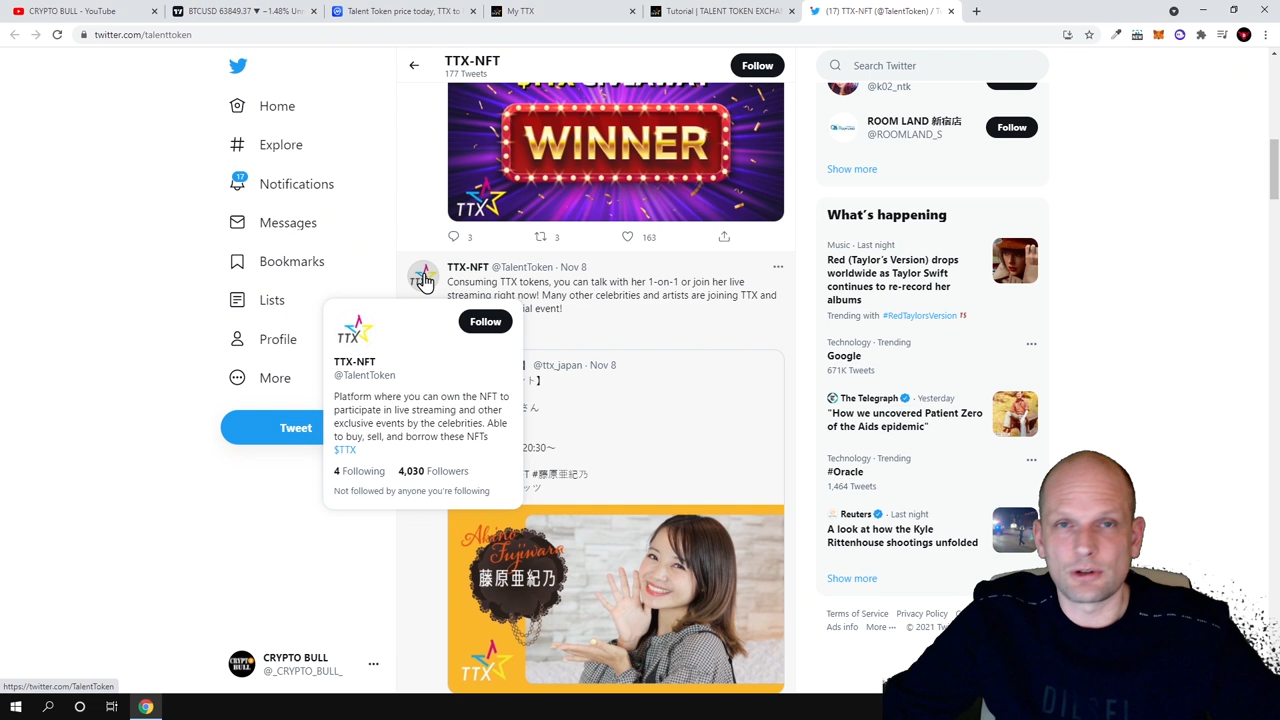 CRYPTO BULL - YouTube
BTCUSD 63849.37 ▼ −1.48% Un
Talent Token price today, TTX to
My TTX
Tutorial | TALENT TOKEN EXCHA
(17) TTX-NFT (@TalentToken) / T
twitter.com/talenttoken
TTX-NFT
177 Tweets
Follow
Search Twitter
Home
Explore
17
Notifications
Messages
Bookmarks
Lists
Profile
More
Tweet
$TTX GIVEAWAY
WINNER
TTX
3
3
163
TTX-NFT @TalentToken · Nov 8
Consuming TTX tokens, you can talk with her 1-on-1 or join her live
streaming right now! Many other celebrities and artists are joining TTX and
ial event!
TTX
Follow
TTX-NFT
@TalentToken
Platform where you can own the NFT to
participate in live streaming and other
exclusive events by the celebrities. Able
to buy, sell, and borrow these NFTs
$TTX
4 Following 4,030 Followers
Not followed by anyone you're following
】 @ttx_japan · Nov 8
ト】
さん
20:30～
T #藤原亜紀乃
ッツ
Akino
Fujiwara
藤原亜紀乃
TTX
@k02_ntk
ROOM LAND 新宿店
@ROOMLAND_S
Follow
Show more
What's happening
Music · Last night
Red (Taylor's Version) drops
worldwide as Taylor Swift
continues to re-record her
albums
Trending with #RedTaylorsVersion
Technology · Trending
Google
671K Tweets
The Telegraph · Yesterday
"How we uncovered Patient Zero
of the Aids epidemic"
Technology · Trending
#Oracle
1,464 Tweets
Reuters · Last night
A look at how the Kyle
Rittenhouse shootings unfolded
Show more
Terms of Service Privacy Policy
Ads info More ··· © 2021 Tw
CRYPTO
BULL
CRYPTO BULL
@_CRYPTO_BULL_
https://twitter.com/TalentToken
DIESEL